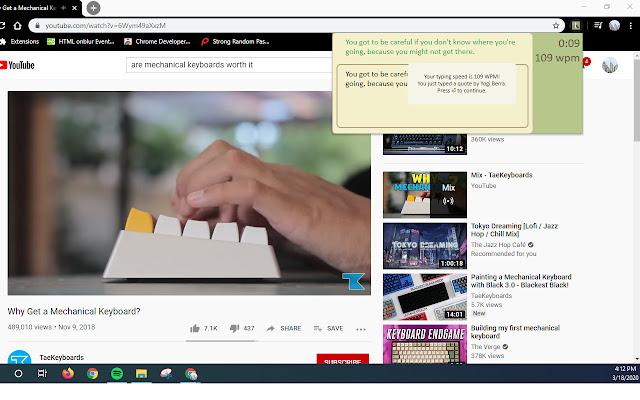 Get a Mechanical Keyboard?
youtube.com/watch?v=6Wym49aXxzM
Extensions
HTML onblur Event...
Chrome Developer...
Strong Random Pas...
You got to be careful if you don't know where you're
going, because you might not get there.
0:09
109 wpm
You got to be caref
going, because you
Your typing speed is 109 WPM!
You just typed a quote by Yogi Berra.
Press ⏎ to continue.
YouTube
are mechanical keyboards worth it
360K views
10:12
WHY
MECHAN
Mix
Mix - TaeKeyboards
YouTube
TOKYO DREAMING
1:00:18
Tokyo Dreaming [Lofi / Jazz
Hop / Chill Mix]
The Jazz Hop Café
Recommended for you
14:01
Painting a Mechanical Keyboard
with Black 3.0 - Blackest Black!
TaeKeyboards
5.7K views
New
KEYBOARD ENDGAME
Building my first mechanical
keyboard
The Verge
378K views
Why Get a Mechanical Keyboard?
489,010 views • Nov 9, 2018
7.1K
437
SHARE
SAVE
TaeKeyboards
SUBSCRIBE
4:12 PM
3/18/2020